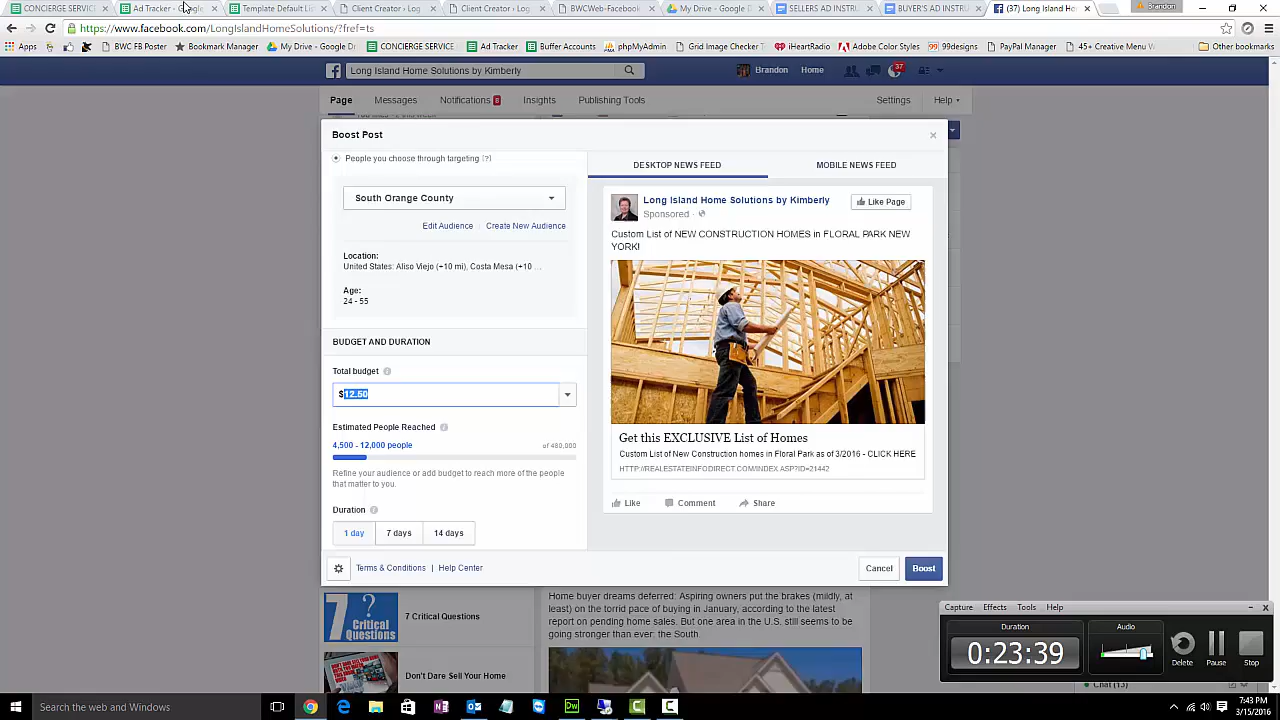 CONCIERGE SERVIC
Ad Tracker - Google
Template Default.Lis
Client Creator › Log
Client Creator › Log
BWCWeb-Facebook
My Drive - Google D
SELLERS AD INSTRU
BUYER'S AD INSTRU
(37) Long Island Hom
Brandon
https://www.facebook.com/LongIslandHomeSolutions/?fref=ts
Apps
BWC FB Poster
Bookmark Manager
My Drive - Google Dr
CONCIERGE SERVICE
Ad Tracker
Buffer Accounts
phpMyAdmin
Grid Image Checker T
iHeartRadio
Adobe Color Styles
99designs
PayPal Manager
45+ Creative Menu W
Other bookmarks
Long Island Home Solutions by Kimberly
Brandon
Home
37
Page
Messages
Notifications 8
Insights
Publishing Tools
Settings
Help
Boost Post
People you choose through targeting (?)
South Orange County
Edit Audience | Create New Audience
Location:
United States: Aliso Viejo (+10 mi), Costa Mesa (+10 ...
Age:
24 - 55
BUDGET AND DURATION
Total budget
$12.50
Estimated People Reached
4,500 - 12,000 people
of 480,000
Refine your audience or add budget to reach more of the people
that matter to you.
Duration
1 day
7 days
14 days
Terms & Conditions | Help Center
Cancel
Boost
DESKTOP NEWS FEED
MOBILE NEWS FEED
Long Island Home Solutions by Kimberly
Sponsored ·
Like Page
Custom List of NEW CONSTRUCTION HOMES in FLORAL PARK NEW
YORK!
Get this EXCLUSIVE List of Homes
Custom List of New Construction homes in Floral Park as of 3/2016 - CLICK HERE
HTTP://REALESTATEINFODIRECT.COM/INDEX.ASP?ID=21442
Like
Comment
Share
7
Critical
Questions
7 Critical Questions
Don't Dare Sell Your Home
Home buyer dreams deferred: Aspiring owners put the brakes (mildly, at
least) on the torrid pace of buying in January, according to the latest
report on pending home sales. But one area in the U.S. still seems to be
going stronger than ever: the South.
Capture
Effects
Tools
Help
Duration
0:23:39
Audio
Delete
Pause
Stop
Chat (13)
Search the web and Windows
7:43 PM
3/15/2016